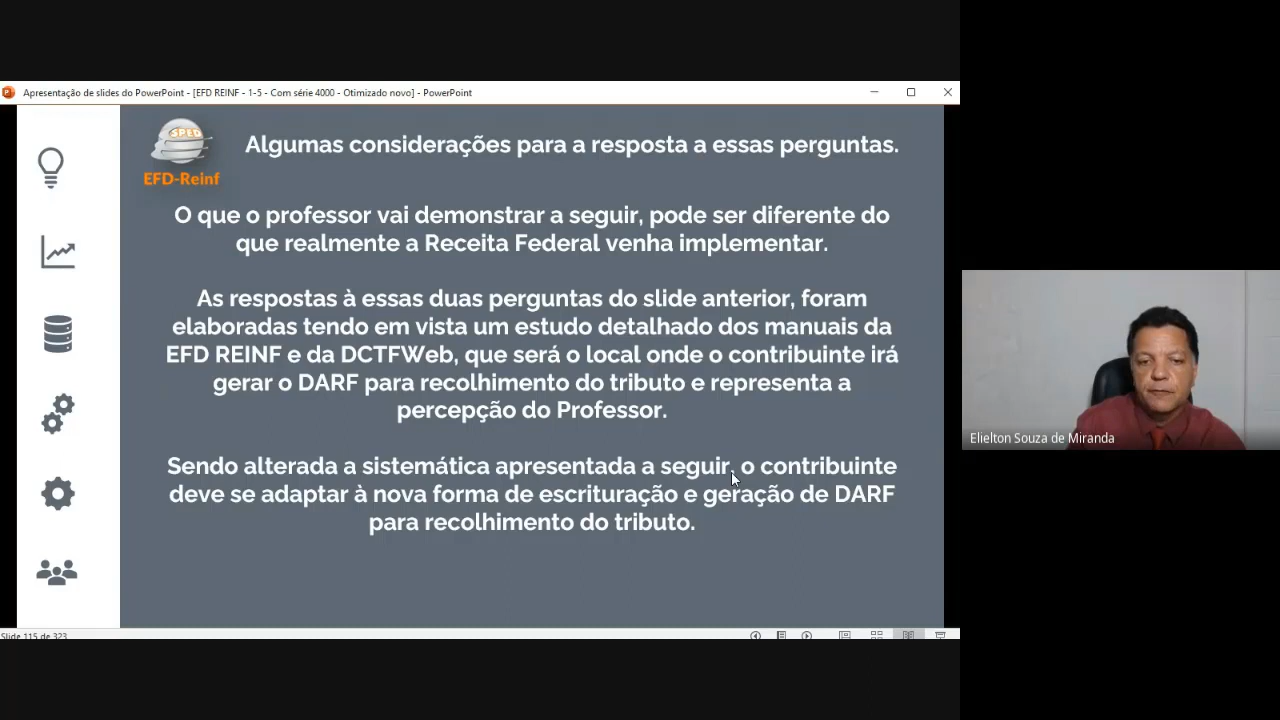 Apresentação de slides do PowerPoint - [EFD REINF - 1-5 - Com série 4000 - Otimizado novo] - PowerPoint
SPED
EFD-Reinf
Algumas considerações para a resposta a essas perguntas.
O que o professor vai demonstrar a seguir, pode ser diferente do
que realmente a Receita Federal venha implementar.
As respostas à essas duas perguntas do slide anterior, foram
elaboradas tendo em vista um estudo detalhado dos manuais da
EFD REINF e da DCTFWeb, que será o local onde o contribuinte irá
gerar o DARF para recolhimento do tributo e representa a
percepção do Professor.
Sendo alterada a sistemática apresentada a seguir, o contribuinte
deve se adaptar à nova forma de escrituração e geração de DARF
para recolhimento do tributo.
Slide 115 de 323
Elielton Souza de Miranda